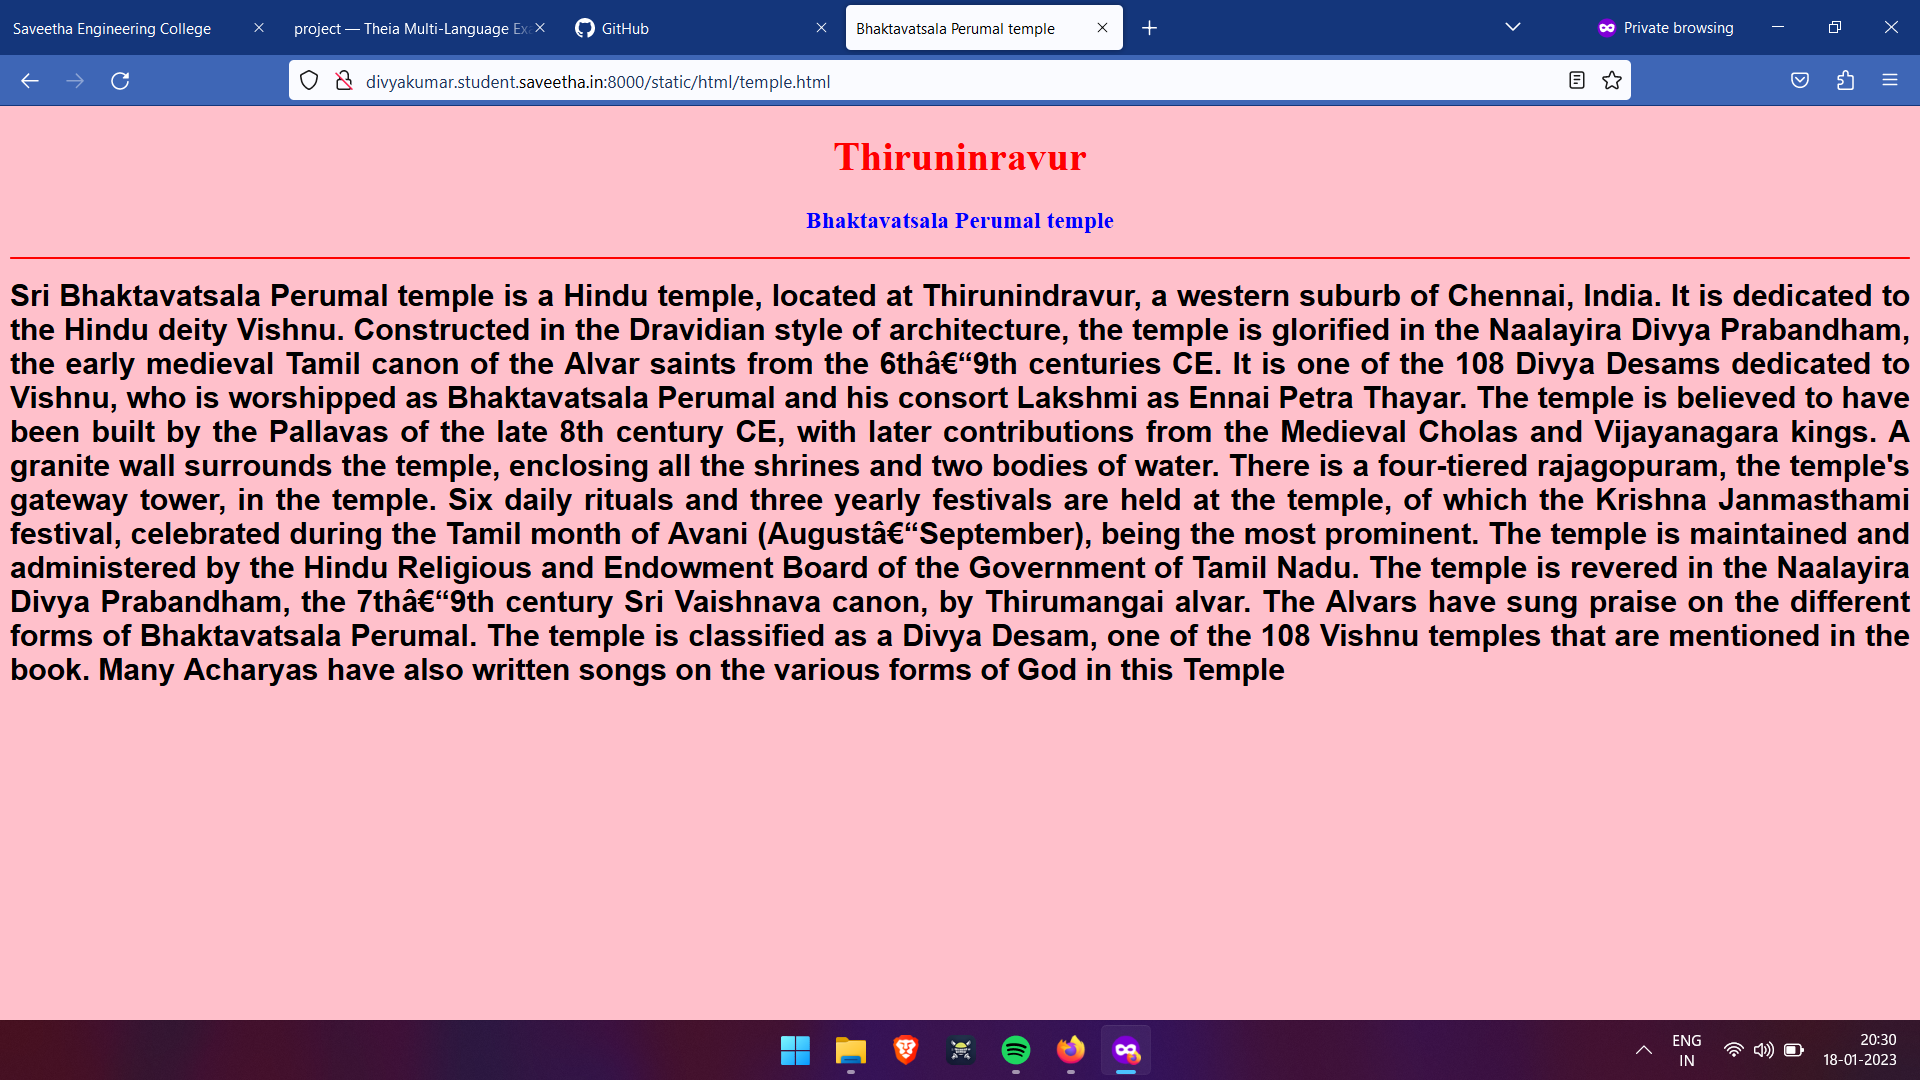 Saveetha Engineering College
project — Theia Multi-Language Ex
GitHub
Bhaktavatsala Perumal temple
Private browsing
divyakumar.student.saveetha.in:8000/static/html/temple.html
Thiruninravur
Bhaktavatsala Perumal temple
Sri Bhaktavatsala Perumal temple is a Hindu temple, located at Thirunindravur, a western suburb of Chennai, India. It is dedicated to
the Hindu deity Vishnu. Constructed in the Dravidian style of architecture, the temple is glorified in the Naalayira Divya Prabandham,
the early medieval Tamil canon of the Alvar saints from the 6thâ€“9th centuries CE. It is one of the 108 Divya Desams dedicated to
Vishnu, who is worshipped as Bhaktavatsala Perumal and his consort Lakshmi as Ennai Petra Thayar. The temple is believed to have
been built by the Pallavas of the late 8th century CE, with later contributions from the Medieval Cholas and Vijayanagara kings. A
granite wall surrounds the temple, enclosing all the shrines and two bodies of water. There is a four-tiered rajagopuram, the temple's
gateway tower, in the temple. Six daily rituals and three yearly festivals are held at the temple, of which the Krishna Janmasthami
festival, celebrated during the Tamil month of Avani (Augustâ€“September), being the most prominent. The temple is maintained and
administered by the Hindu Religious and Endowment Board of the Government of Tamil Nadu. The temple is revered in the Naalayira
Divya Prabandham, the 7thâ€“9th century Sri Vaishnava canon, by Thirumangai alvar. The Alvars have sung praise on the different
forms of Bhaktavatsala Perumal. The temple is classified as a Divya Desam, one of the 108 Vishnu temples that are mentioned in the
book. Many Acharyas have also written songs on the various forms of God in this Temple
ENG
IN
20:30
18-01-2023